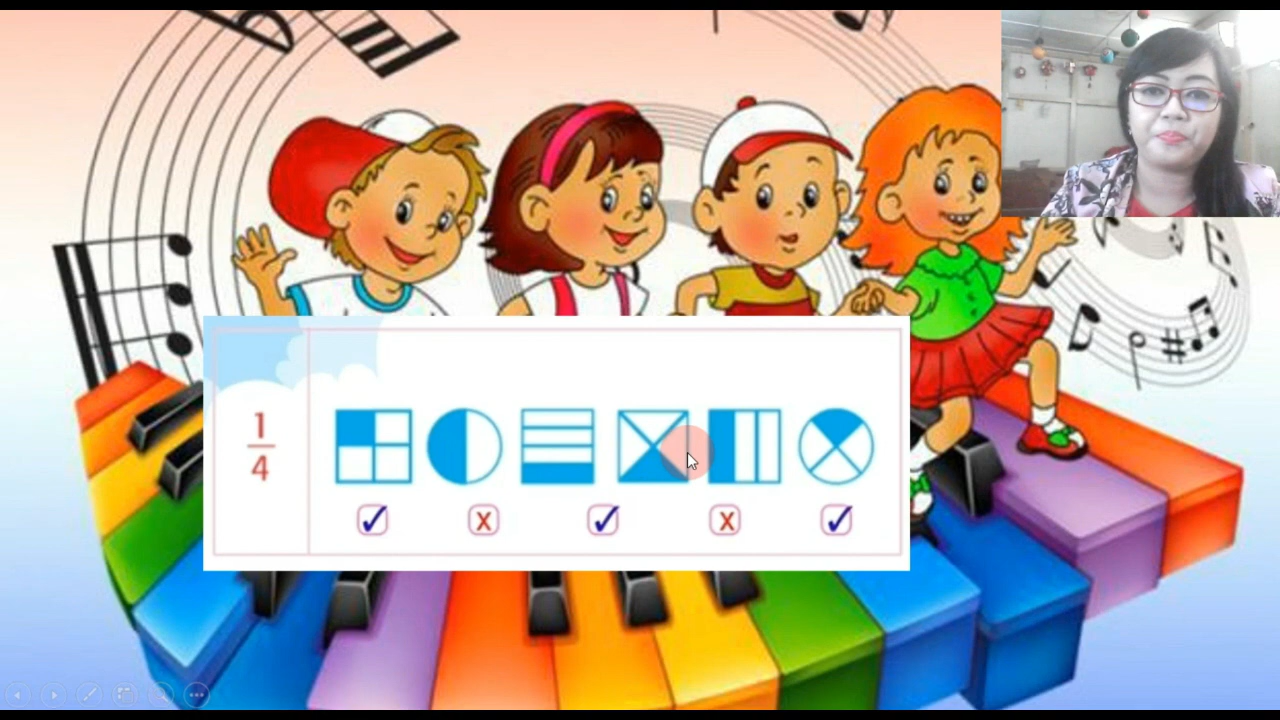 1
4
✓ x ✓ x ✓